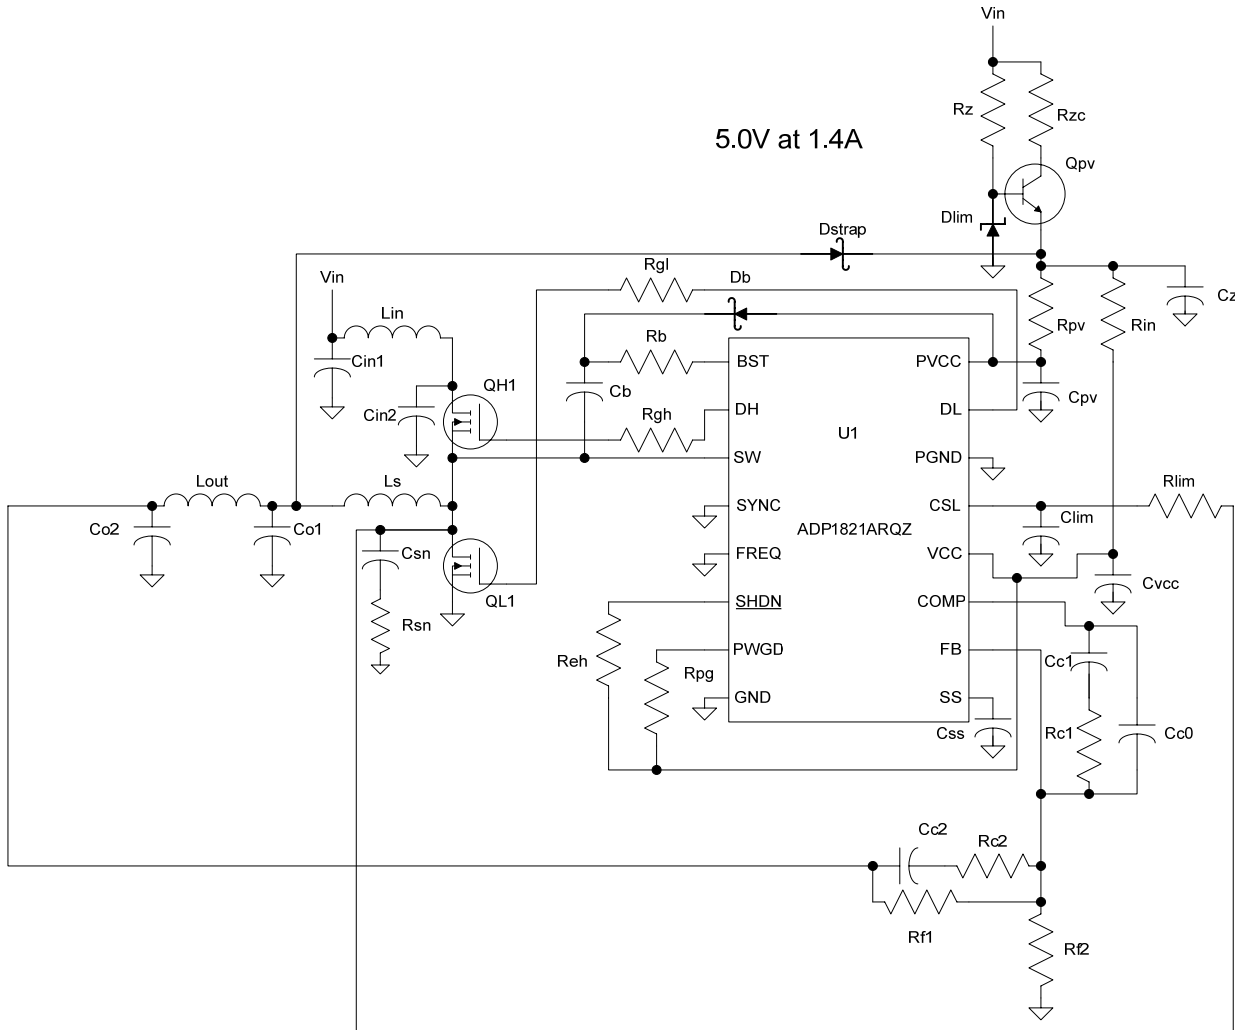 Vin
Rz
Rzc
5.0V at 1.4A
Qpv
Dlim
Dstrap
Rgl
Db
Vin
Cz
Lin
Rpv
Rin
Rb
Cin1
BST
PVCC
QH1
Cb
Cpv
Cin2
Rgh
DH
DL
U1
SW
PGND
Lout
Ls
Rlim
SYNC
CSL
Co2
Co1
Csn
ADP1821ARQZ
Clim
FREQ
VCC
Cvcc
QL1
SHDN
COMP
Rsn
Reh
Rpg
PWGD
FB
Cc1
GND
SS
Css
Rc1
Cc0
Cc2
Rc2
Rf1
Rf2